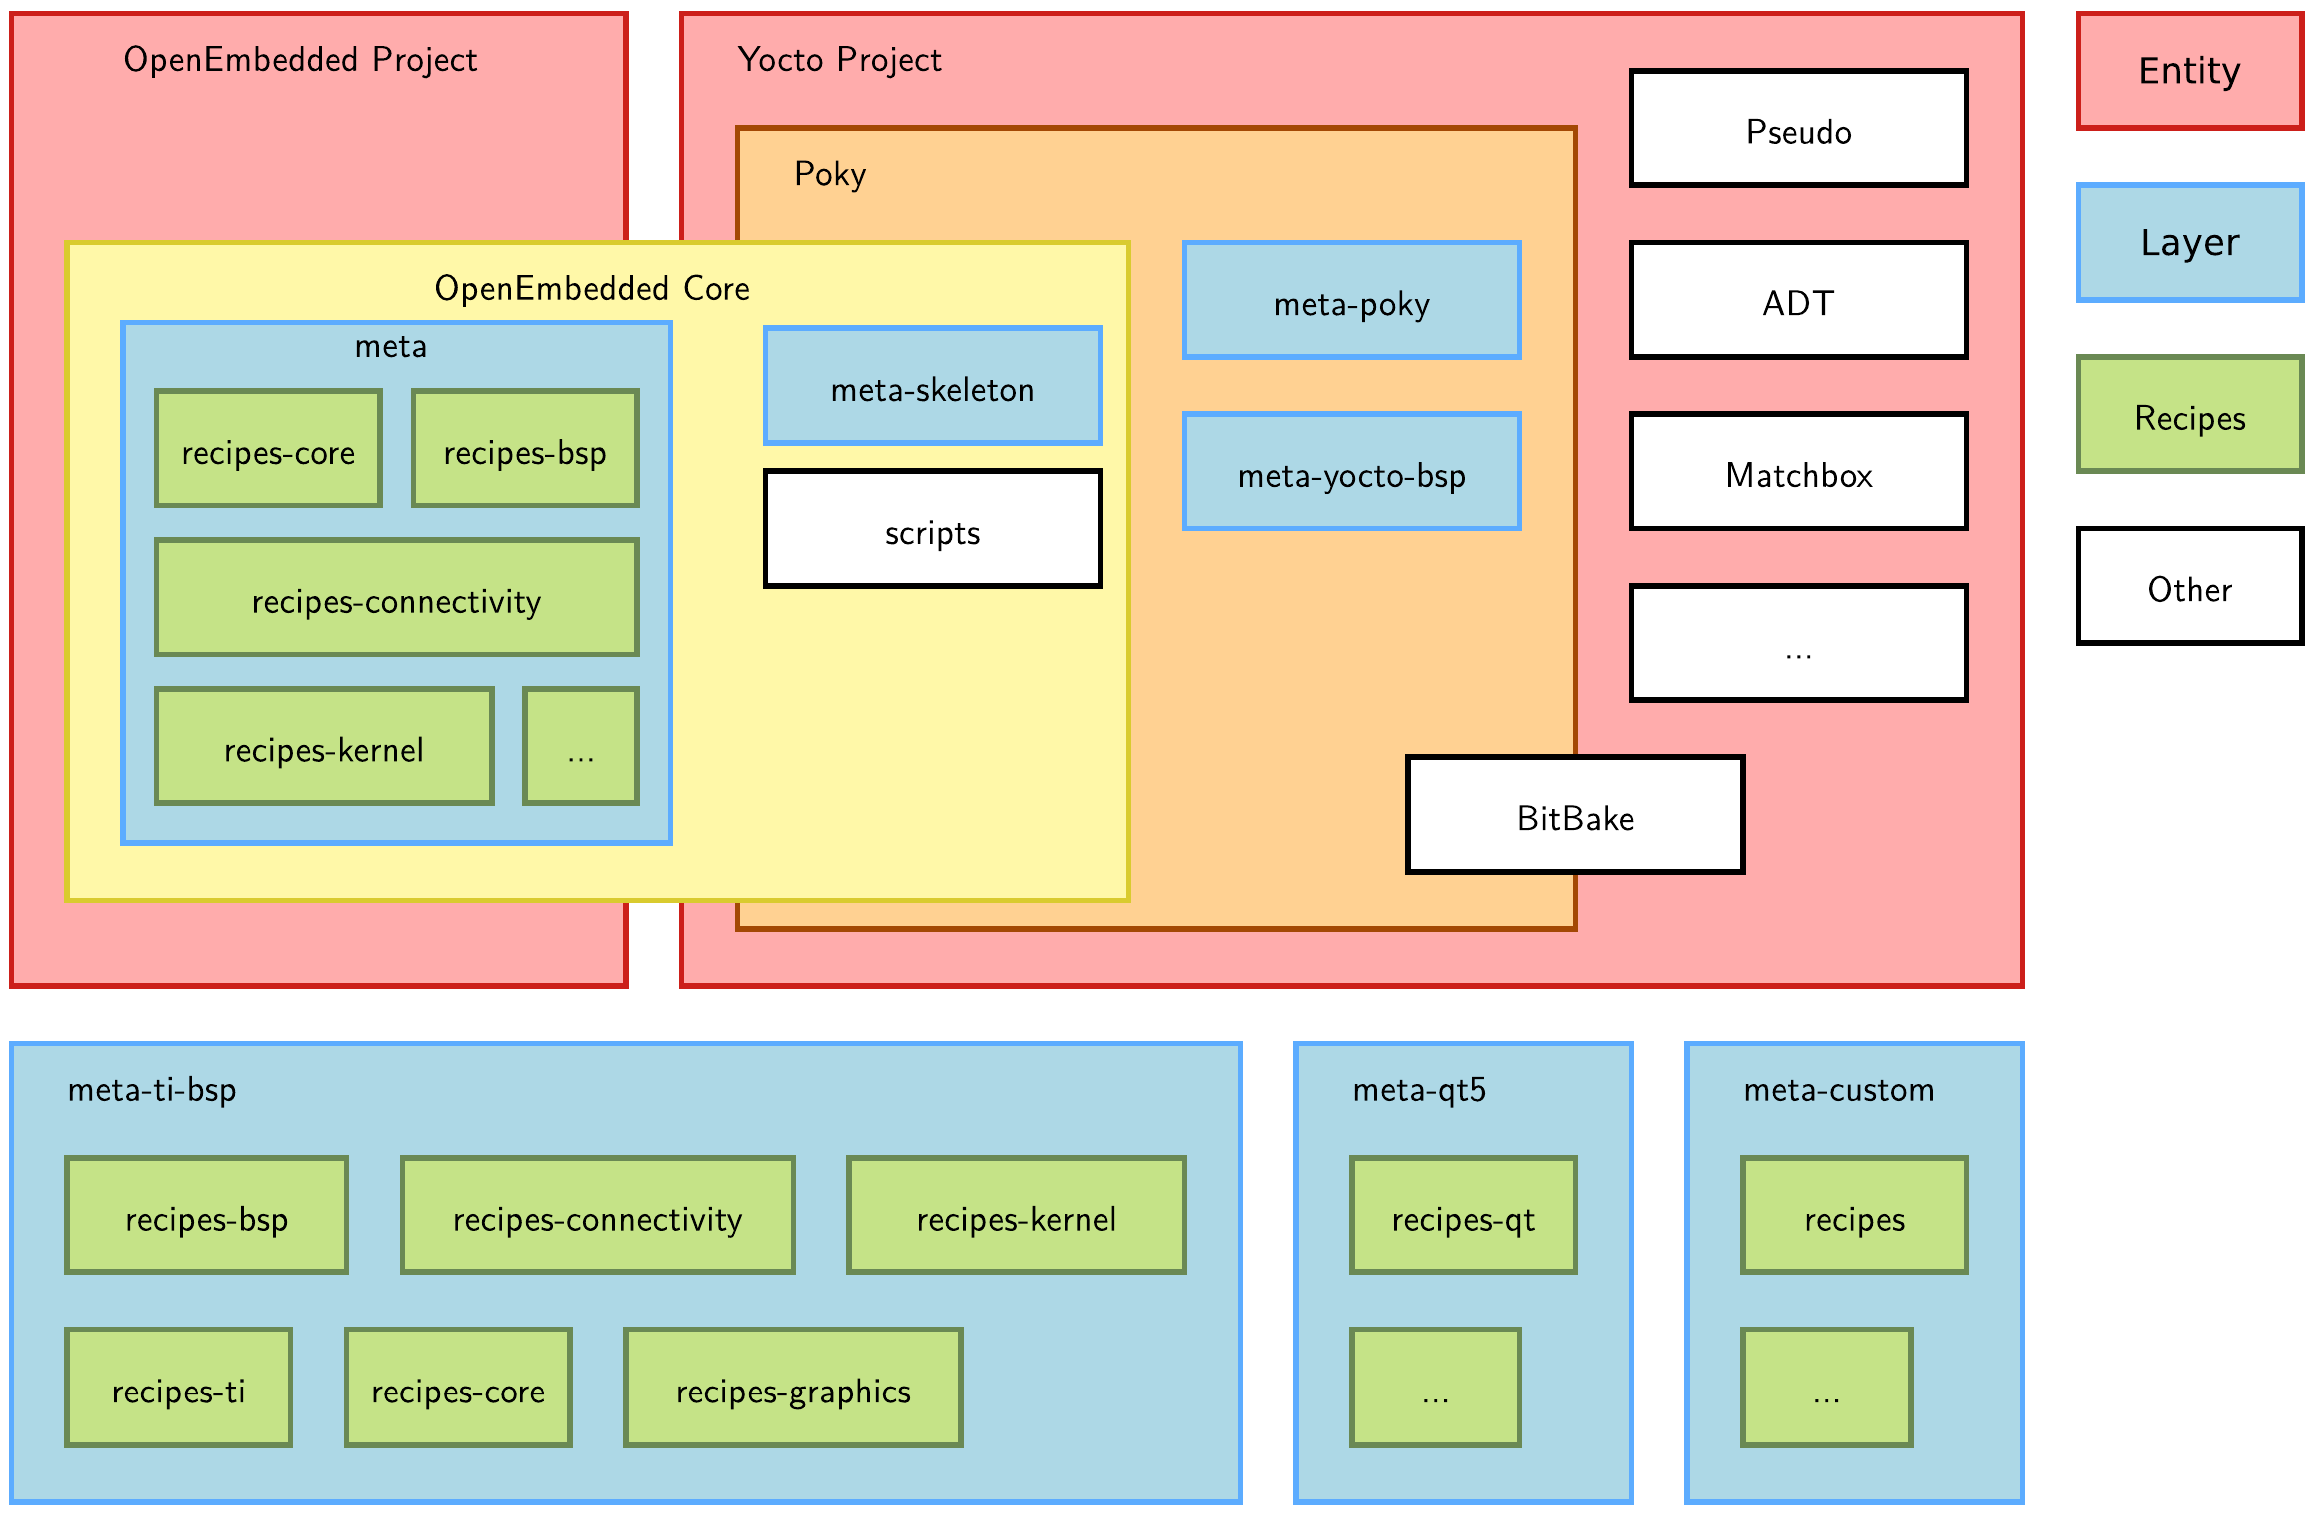 OpenEmbedded Project
Yocto Project
Entity
Pseudo
Poky
Layer
OpenEmbedded Core
meta-poky
ADT
meta
meta-skeleton
recipes-core
recipes-bsp
meta-yocto-bsp
Matchbox
Recipes
scripts
recipes-connectivity
...
Other
recipes-kernel
...
BitBake
meta-ti-bsp
meta-qt5
meta-custom
recipes-bsp
recipes-connectivity
recipes-kernel
recipes-qt
recipes
recipes-ti
recipes-core
recipes-graphics
...
...